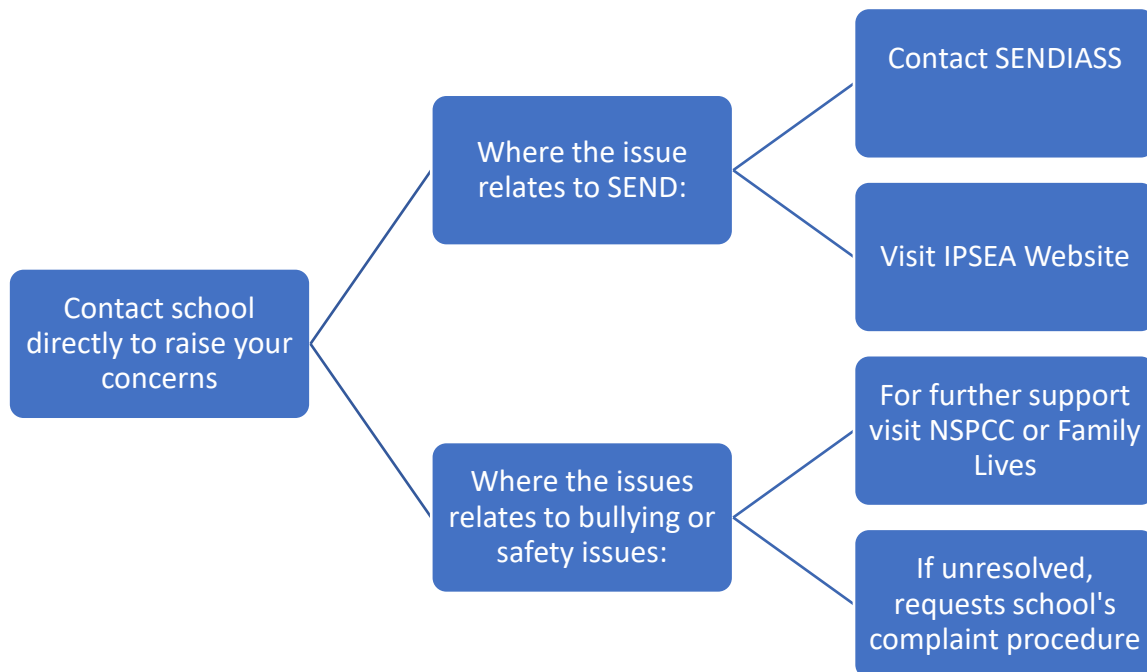 Contact school
directly to raise your
concerns
Where the issue
relates to SEND:
Contact SENDIASS
Visit IPSEA Website
Where the issues
relates to bullying or
safety issues:
For further support
visit NSPCC or Family
Lives
If unresolved,
requests school's
complaint procedure